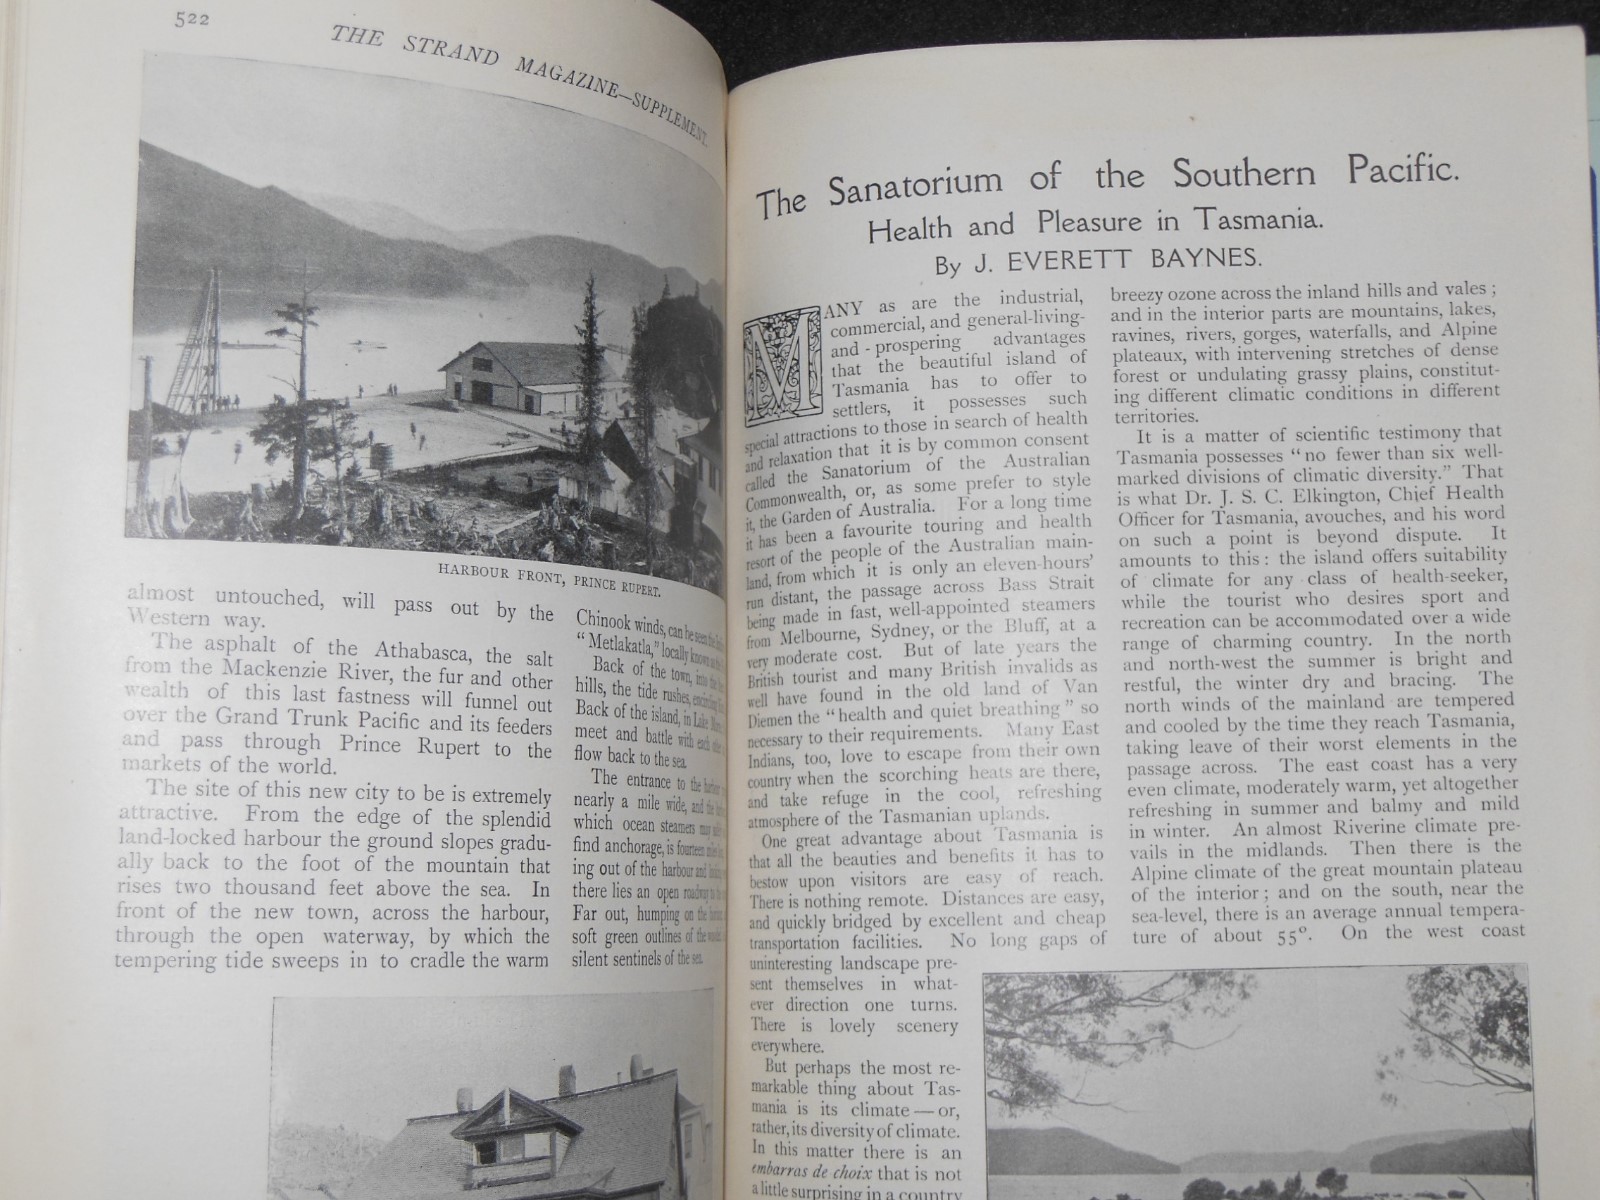 522
THE STRAND MAGAZINE—SUPPLEMENT.
HARBOUR FRONT, PRINCE RUPERT.
almost untouched, will pass out by the
Western way.
The asphalt of the Athabasca, the salt
from the Mackenzie River, the fur and other
wealth of this last fastness will funnel out
over the Grand Trunk Pacific and its feeders
and pass through Prince Rupert to the
markets of the world.
The site of this new city to be is extremely
attractive. From the edge of the splendid
land-locked harbour the ground slopes gradu-
ally back to the foot of the mountain that
rises two thousand feet above the sea. In
front of the new town, across the harbour,
through the open waterway, by which the
tempering tide sweeps in to cradle the warm
Chinook winds, can be seen the
"Metlakatla," locally known
Back of the town, into the
hills, the tide rushes, encircling
Back of the island, in Lake
meet and battle with each other
flow back to the sea.
The entrance to the harbour
nearly a mile wide, and the
which ocean steamers may
find anchorage, is fourteen
ing out of the harbour and
there lies an open roadway
Far out, humping on the
soft green outlines of the
silent sentinels of the sea.
The Sanatorium of the Southern Pacific.
Health and Pleasure in Tasmania.
By J. EVERETT BAYNES.
MANY as are the industrial,
commercial, and general-living-
and-prospering advantages
that the beautiful island of
Tasmania has to offer to
settlers, it possesses such
special attractions to those in search of health
and relaxation that it is by common consent
called the Sanatorium of the Australian
Commonwealth, or, as some prefer to style
it, the Garden of Australia. For a long time
it has been a favourite touring and health
resort of the people of the Australian main-
land, from which it is only an eleven-hours'
run distant, the passage across Bass Strait
being made in fast, well-appointed steamers
from Melbourne, Sydney, or the Bluff, at a
very moderate cost. But of late years the
British tourist and many British invalids as
well have found in the old land of Van
Diemen the "health and quiet breathing" so
necessary to their requirements. Many East
Indians, too, love to escape from their own
country when the scorching heats are there,
and take refuge in the cool, refreshing
atmosphere of the Tasmanian uplands.
One great advantage about Tasmania is
that all the beauties and benefits it has to
bestow upon visitors are easy of reach.
There is nothing remote. Distances are easy,
and quickly bridged by excellent and cheap
transportation facilities. No long gaps of
uninteresting landscape pre-
sent themselves in what-
ever direction one turns.
There is lovely scenery
everywhere.
But perhaps the most re-
markable thing about Tas-
mania is its climate—or,
rather, its diversity of climate.
In this matter there is an
embarras de choix that is not
a little surprising in a country
breezy ozone across the inland hills and vales;
and in the interior parts are mountains, lakes,
ravines, rivers, gorges, waterfalls, and Alpine
plateaux, with intervening stretches of dense
forest or undulating grassy plains, constitut-
ing different climatic conditions in different
territories.
It is a matter of scientific testimony that
Tasmania possesses "no fewer than six well-
marked divisions of climatic diversity." That
is what Dr. J. S. C. Elkington, Chief Health
Officer for Tasmania, avouches, and his word
on such a point is beyond dispute. It
amounts to this: the island offers suitability
of climate for any class of health-seeker,
while the tourist who desires sport and
recreation can be accommodated over a wide
range of charming country. In the north
and north-west the summer is bright and
restful, the winter dry and bracing. The
north winds of the mainland are tempered
and cooled by the time they reach Tasmania,
taking leave of their worst elements in the
passage across. The east coast has a very
even climate, moderately warm, yet altogether
refreshing in summer and balmy and mild
in winter. An almost Riverine climate pre-
vails in the midlands. Then there is the
Alpine climate of the great mountain plateau
of the interior; and on the south, near the
sea-level, there is an average annual tempera-
ture of about 55°. On the west coast